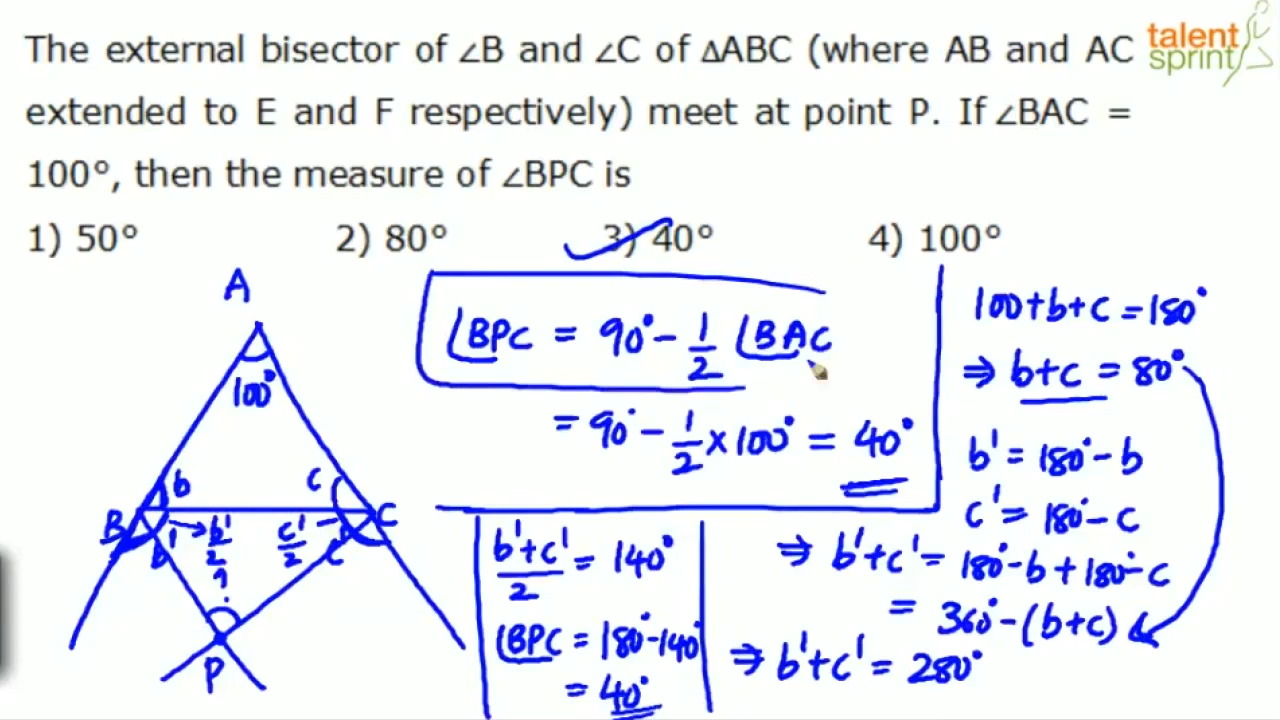 The external bisector of ∠B and ∠C of ΔABC (where AB and AC
extended to E and F respectively) meet at point P. If ∠BAC =
100°, then the measure of ∠BPC is
1) 50° 2) 80° 3) 40° 4) 100°
talent
sprint
A
100°
b c
B C
b'/2 c'/2
b' c'
?
P
∠BPC = 90° - 1/2 ∠BAC
= 90° - 1/2 × 100° = 40°
b'+c'/2 = 140°
∠BPC = 180° - 140°
= 40°
100+b+c = 180°
⇒ b+c = 80°
b' = 180° - b
c' = 180° - c
⇒ b'+c' = 180° - b + 180° - c
= 360° - (b+c)
⇒ b'+c' = 280°